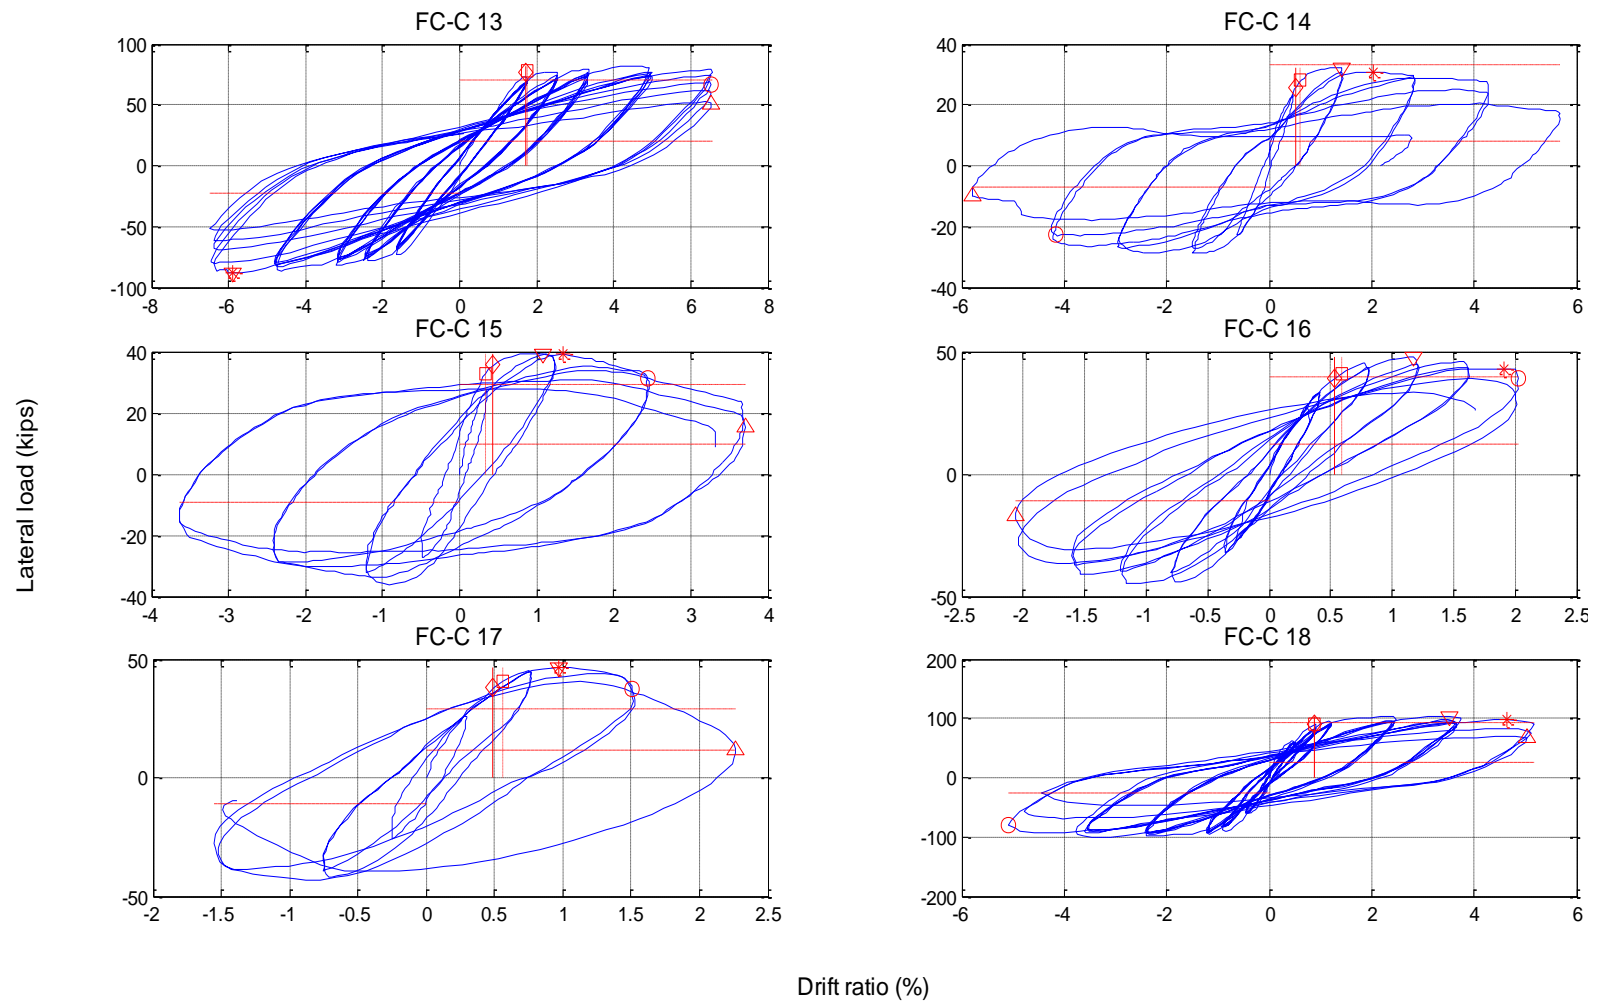 FC-C 13
FC-C 14
100
50
0
-50
-100
-8 -6 -4 -2 0 2 4 6 8
40
20
0
-20
-40
-6 -4 -2 0 2 4 6
FC-C 15
FC-C 16
40
20
0
-20
-40
-4 -3 -2 -1 0 1 2 3 4
50
0
-50
-2.5 -2 -1.5 -1 -0.5 0 0.5 1 1.5 2 2.5
FC-C 17
FC-C 18
50
0
-50
-2 -1.5 -1 -0.5 0 0.5 1 1.5 2 2.5
200
100
0
-100
-200
-6 -4 -2 0 2 4 6
Lateral load (kips)
Drift ratio (%)